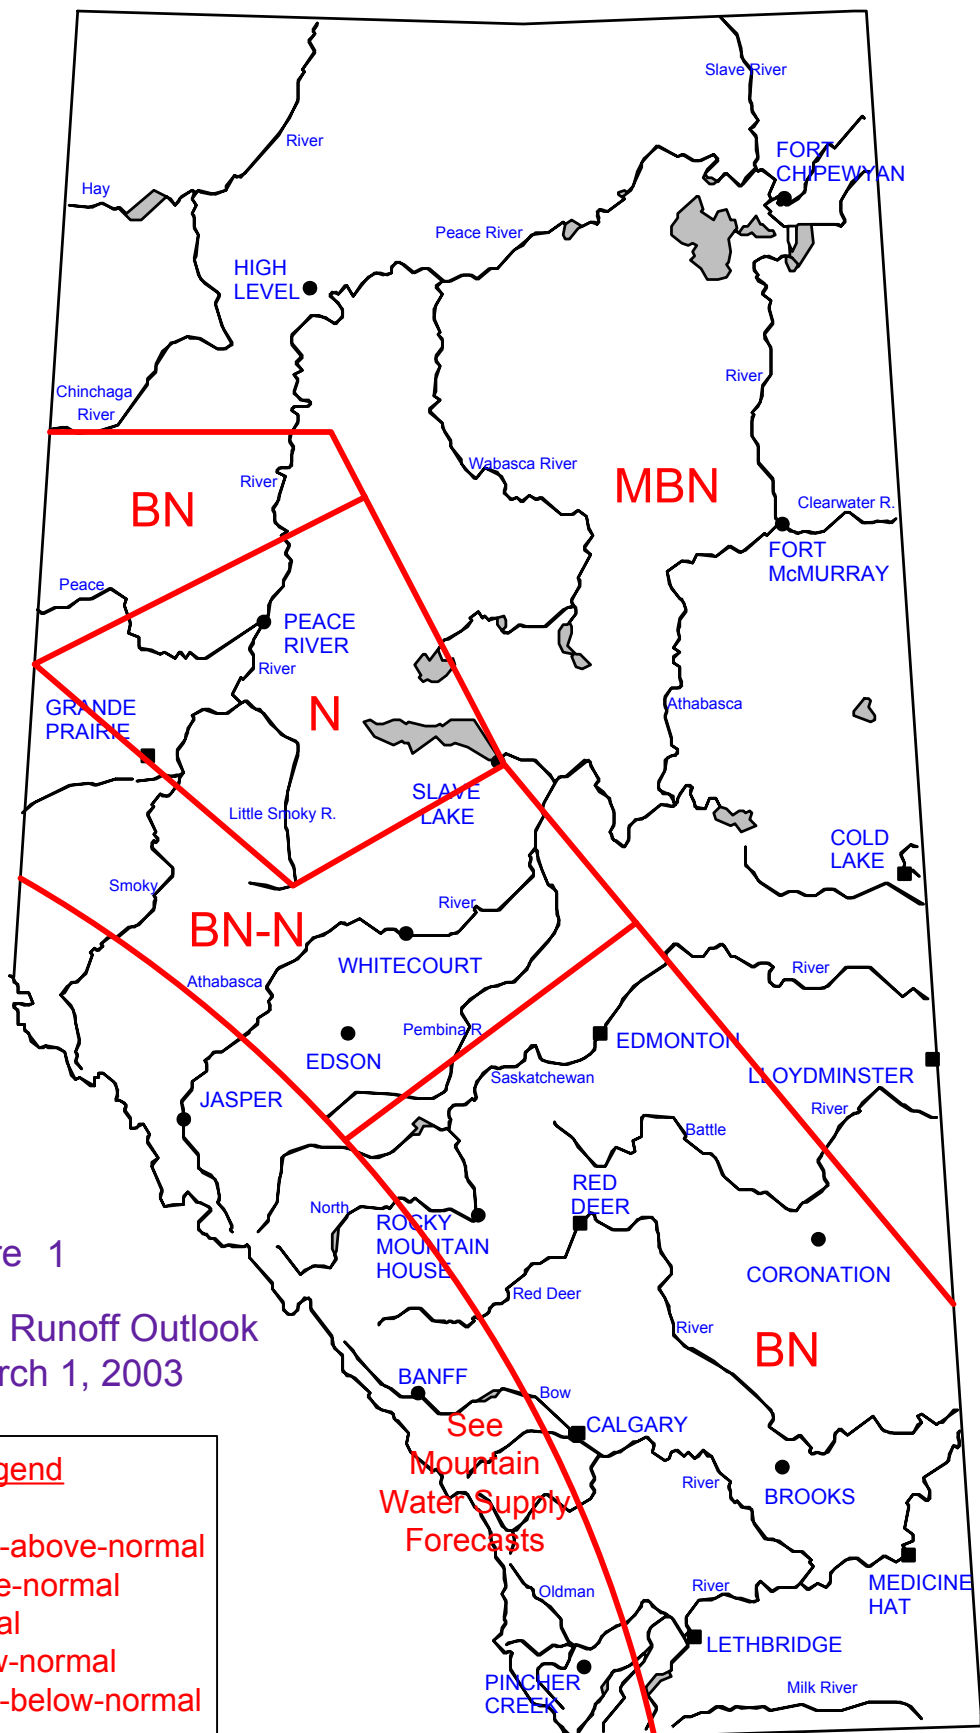 Slave River
River
FORT
CHIPEWYAN
Hay
Peace River
HIGH
LEVEL
River
Chinchaga
River
Wabasca River
River
MBN
BN
Clearwater R.
FORT
McMURRAY
Peace
PEACE
RIVER
River
GRANDE
PRAIRIE
N
Athabasca
SLAVE
LAKE
Little Smoky R.
COLD
LAKE
Smoky
River
BN-N
WHITECOURT
River
Athabasca
Pembina R
EDMONTON
EDSON
Saskatchewan
LLOYDMINSTER
JASPER
River
Battle
RED
DEER
North
ROCKY
MOUNTAIN
HOUSE
CORONATION
Red Deer
River
BN
re 1
Runoff Outlook
rch 1, 2003
BANFF
Bow
See
Mountain
Water Supply
Forecasts
CALGARY
River
BROOKS
gend
-above-normal
e-normal
al
w-normal
-below-normal
Oldman
River
MEDICINE
HAT
LETHBRIDGE
PINCHER
CREEK
Milk River